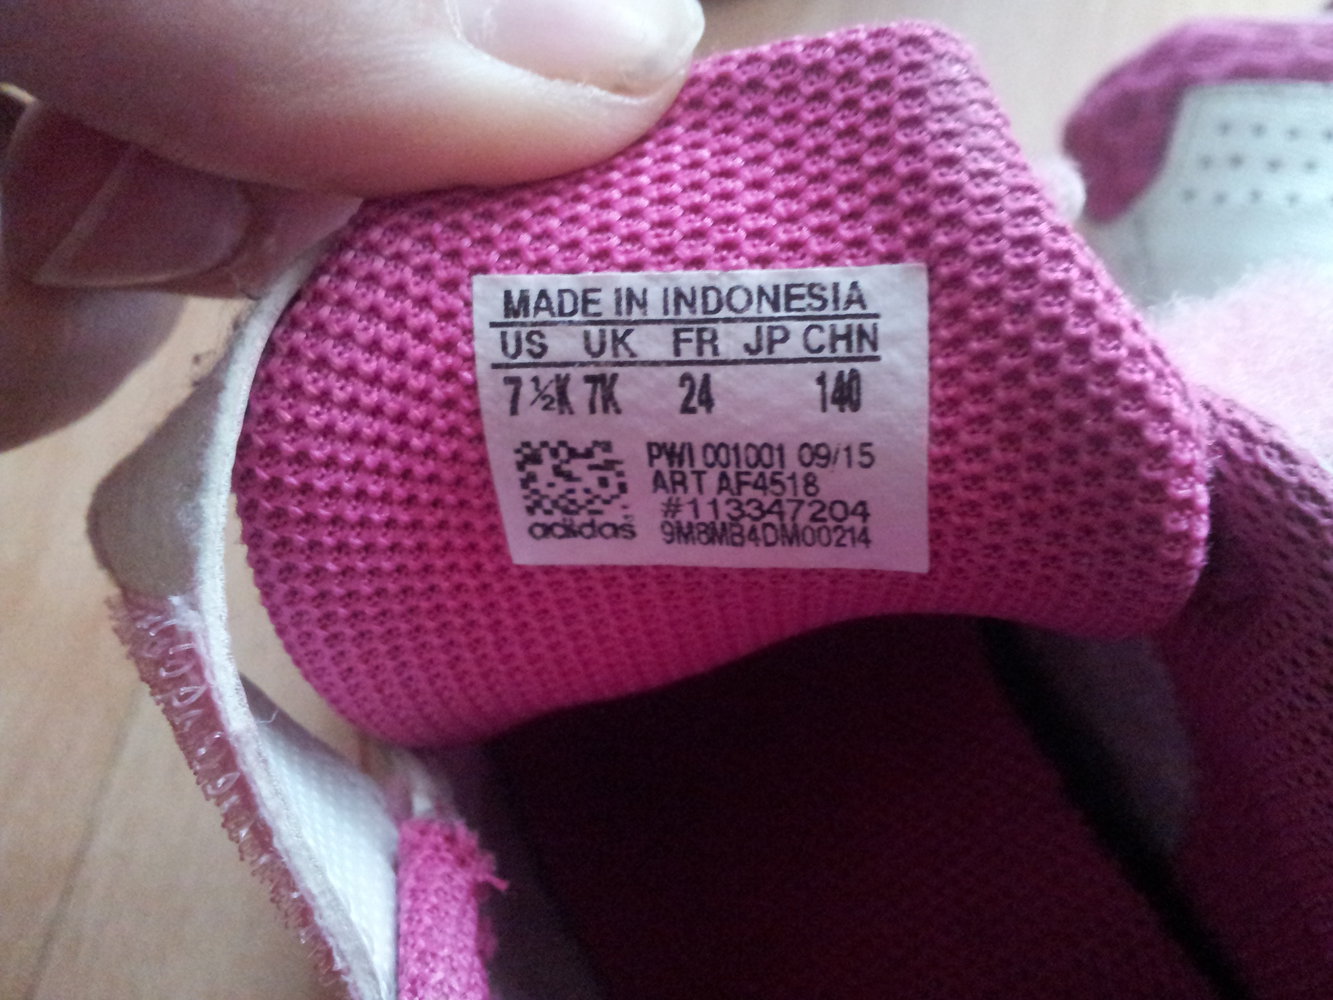 MADE IN INDONESIA
US UK FR JP CHN
7 ½K 7K 24 140
PWI 001001 09/15
ART AF4518
#113347204
adidas 9M8MB4DM00214